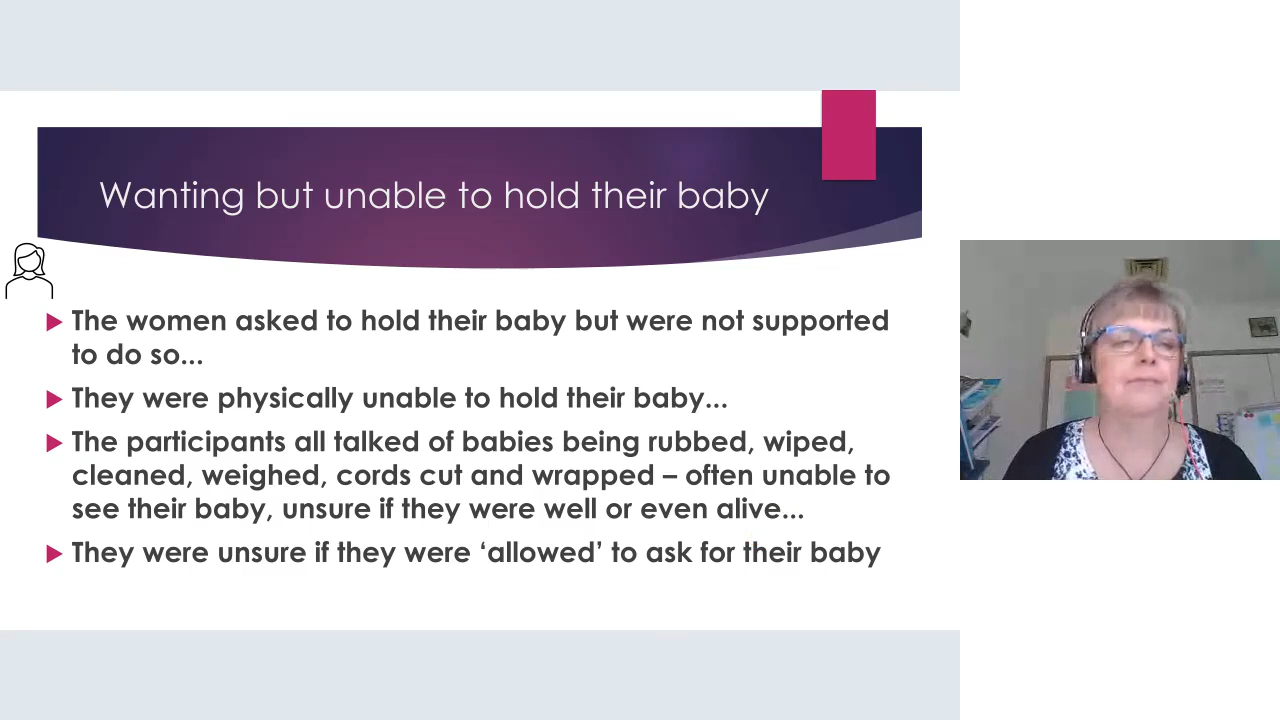 Wanting but unable to hold their baby
The women asked to hold their baby but were not supported
to do so...
They were physically unable to hold their baby...
The participants all talked of babies being rubbed, wiped,
cleaned, weighed, cords cut and wrapped – often unable to
see their baby, unsure if they were well or even alive...
They were unsure if they were ‘allowed’ to ask for their baby